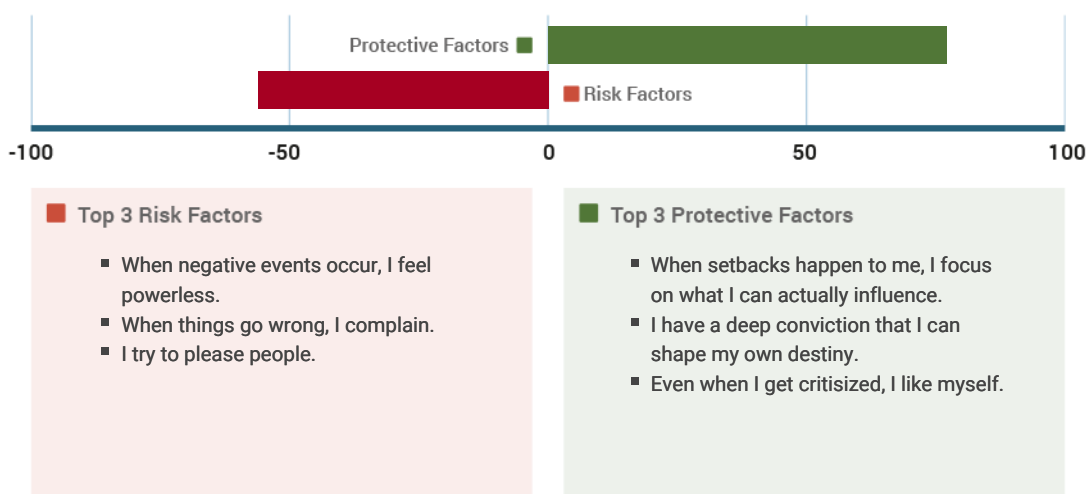 Protective Factors
Risk Factors
-100 -50 0 50 100
Top 3 Risk Factors
▪ When negative events occur, I feel
powerless.
▪ When things go wrong, I complain.
▪ I try to please people.
Top 3 Protective Factors
▪ When setbacks happen to me, I focus
on what I can actually influence.
▪ I have a deep conviction that I can
shape my own destiny.
▪ Even when I get critisized, I like myself.